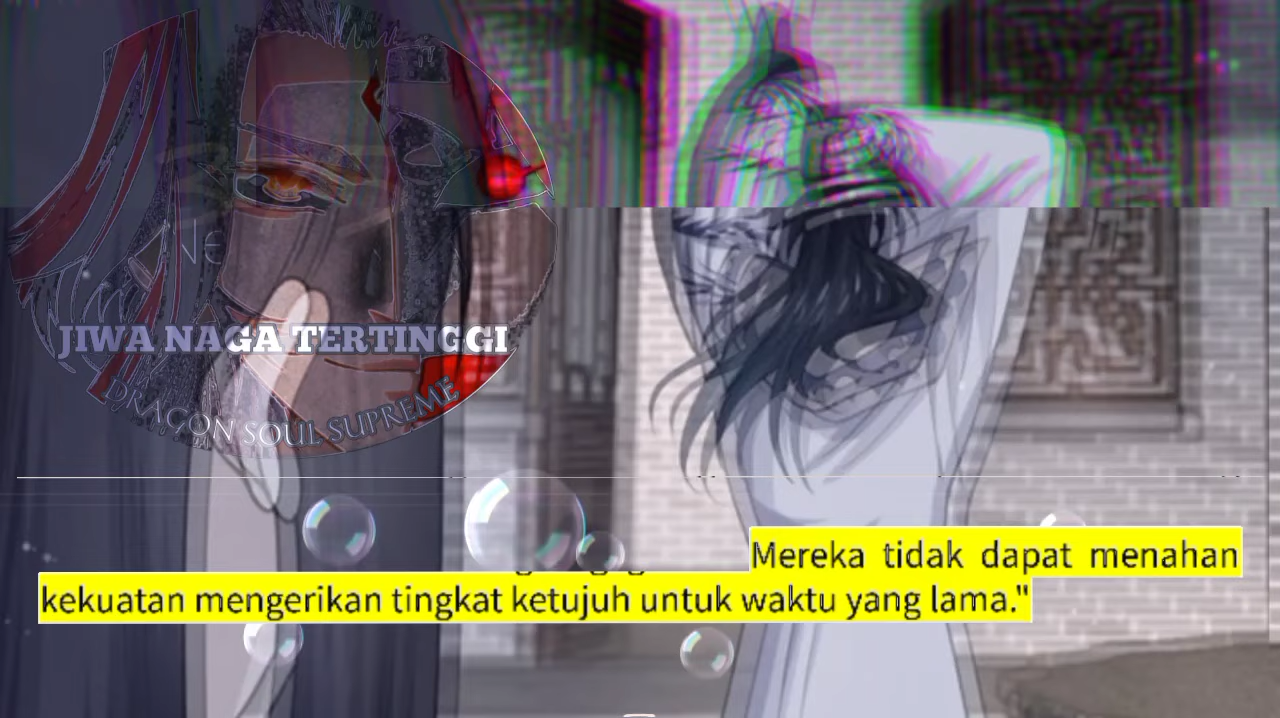 JIWA NAGA TERTINGGI
DRAGON SOUL SUPREME
Mereka tidak dapat menahan
kekuatan mengerikan tingkat ketujuh untuk waktu yang lama."